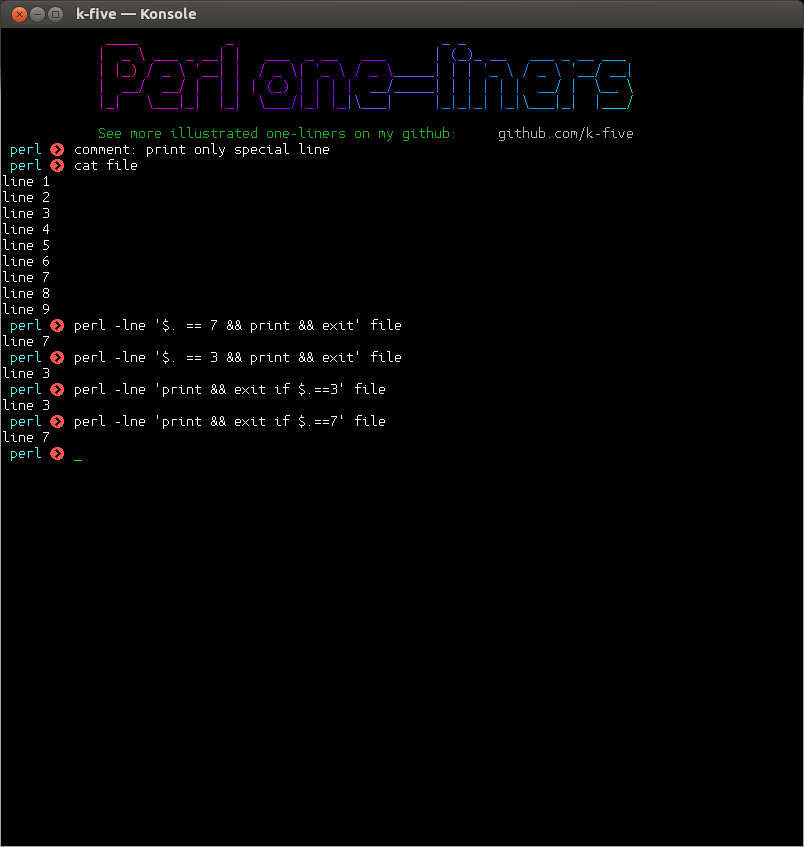 k-five — Konsole
Perl one-liners
See more illustrated one-liners on my github: github.com/k-five
perl comment: print only special line
perl cat file
line 1
line 2
line 3
line 4
line 5
line 6
line 7
line 8
line 9
perl perl -lne '$. == 7 && print && exit' file
line 7
perl perl -lne '$. == 3 && print && exit' file
line 3
perl perl -lne 'print && exit if $.==3' file
line 3
perl perl -lne 'print && exit if $.==7' file
line 7
perl _